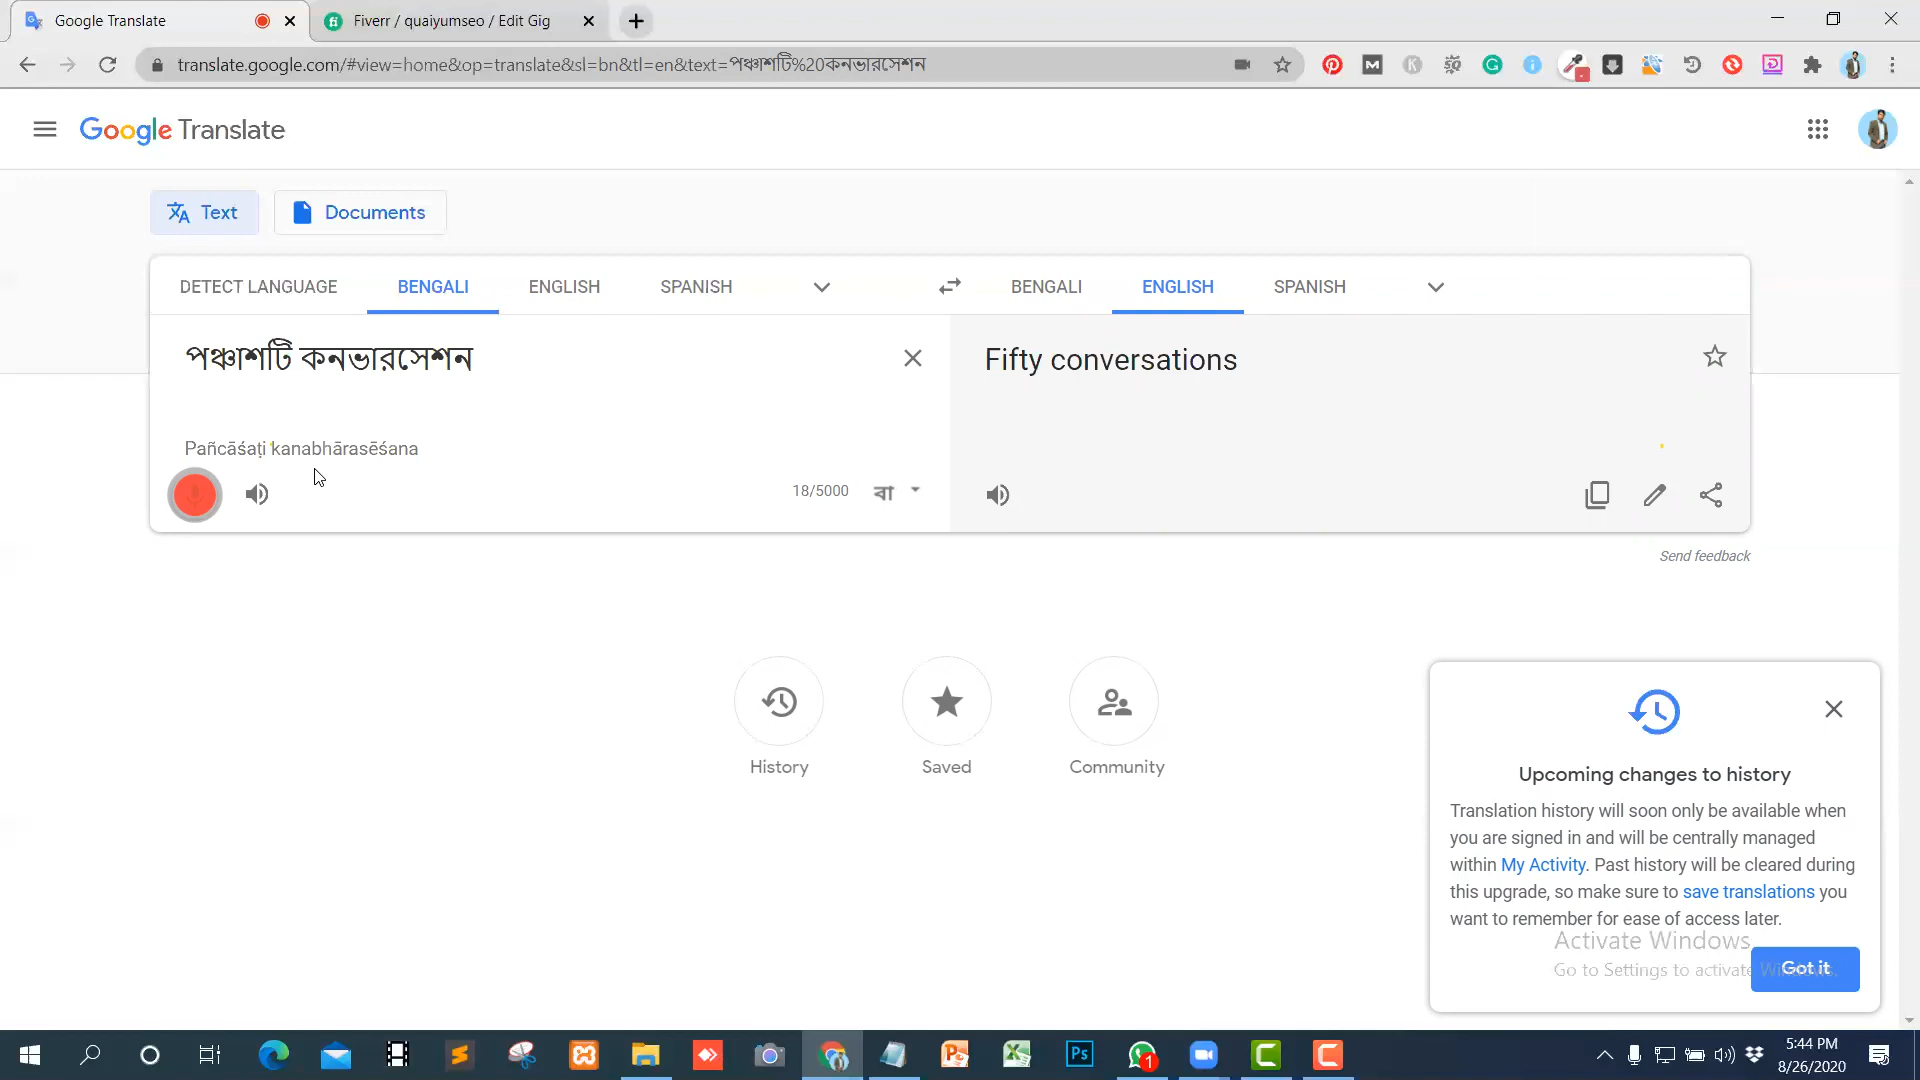 Google Translate
Fiverr / quaiyumseo / Edit Gig
translate.google.com/#view=home&op=translate&sl=bn&tl=en&text=পঞ্চাশটি%20কনভারসেশন
Google Translate
Text
Documents
DETECT LANGUAGE
BENGALI
ENGLISH
SPANISH
BENGALI
ENGLISH
SPANISH
পঞ্চাশটি কনভারসেশন
Fifty conversations
Pañcāśaṭi kanabhārasēśana
18/5000
বা
Send feedback
History
Saved
Community
Upcoming changes to history
Translation history will soon only be available when
you are signed in and will be centrally managed
within My Activity. Past history will be cleared during
this upgrade, so make sure to save translations you
want to remember for ease of access later.
Activate Windows
Go to Settings to activate Windows.
Got it
5:44 PM
8/26/2020